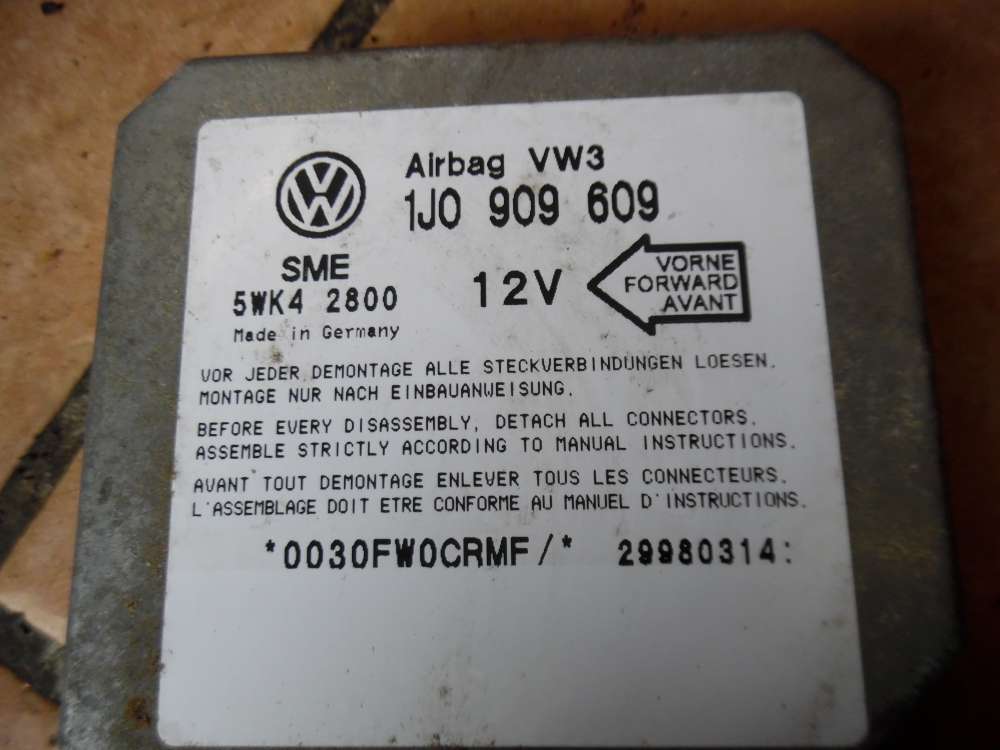 Airbag VW3
1J0 909 609
SME
5WK4 2800
Made in Germany
12V
VORNE
FORWARD
AVANT
VOR JEDER DEMONTAGE ALLE STECKVERBINDUNGEN LOESEN.
MONTAGE NUR NACH EINBAUANWEISUNG.
BEFORE EVERY DISASSEMBLY, DETACH ALL CONNECTORS.
ASSEMBLE STRICTLY ACCORDING TO MANUAL INSTRUCTIONS.
AVANT TOUT DEMONTAGE ENLEVER TOUS LES CONNECTEURS.
L'ASSEMBLAGE DOIT ETRE CONFORME AU MANUEL D'INSTRUCTIONS.
*0030FW0CRMF/* 29980314: